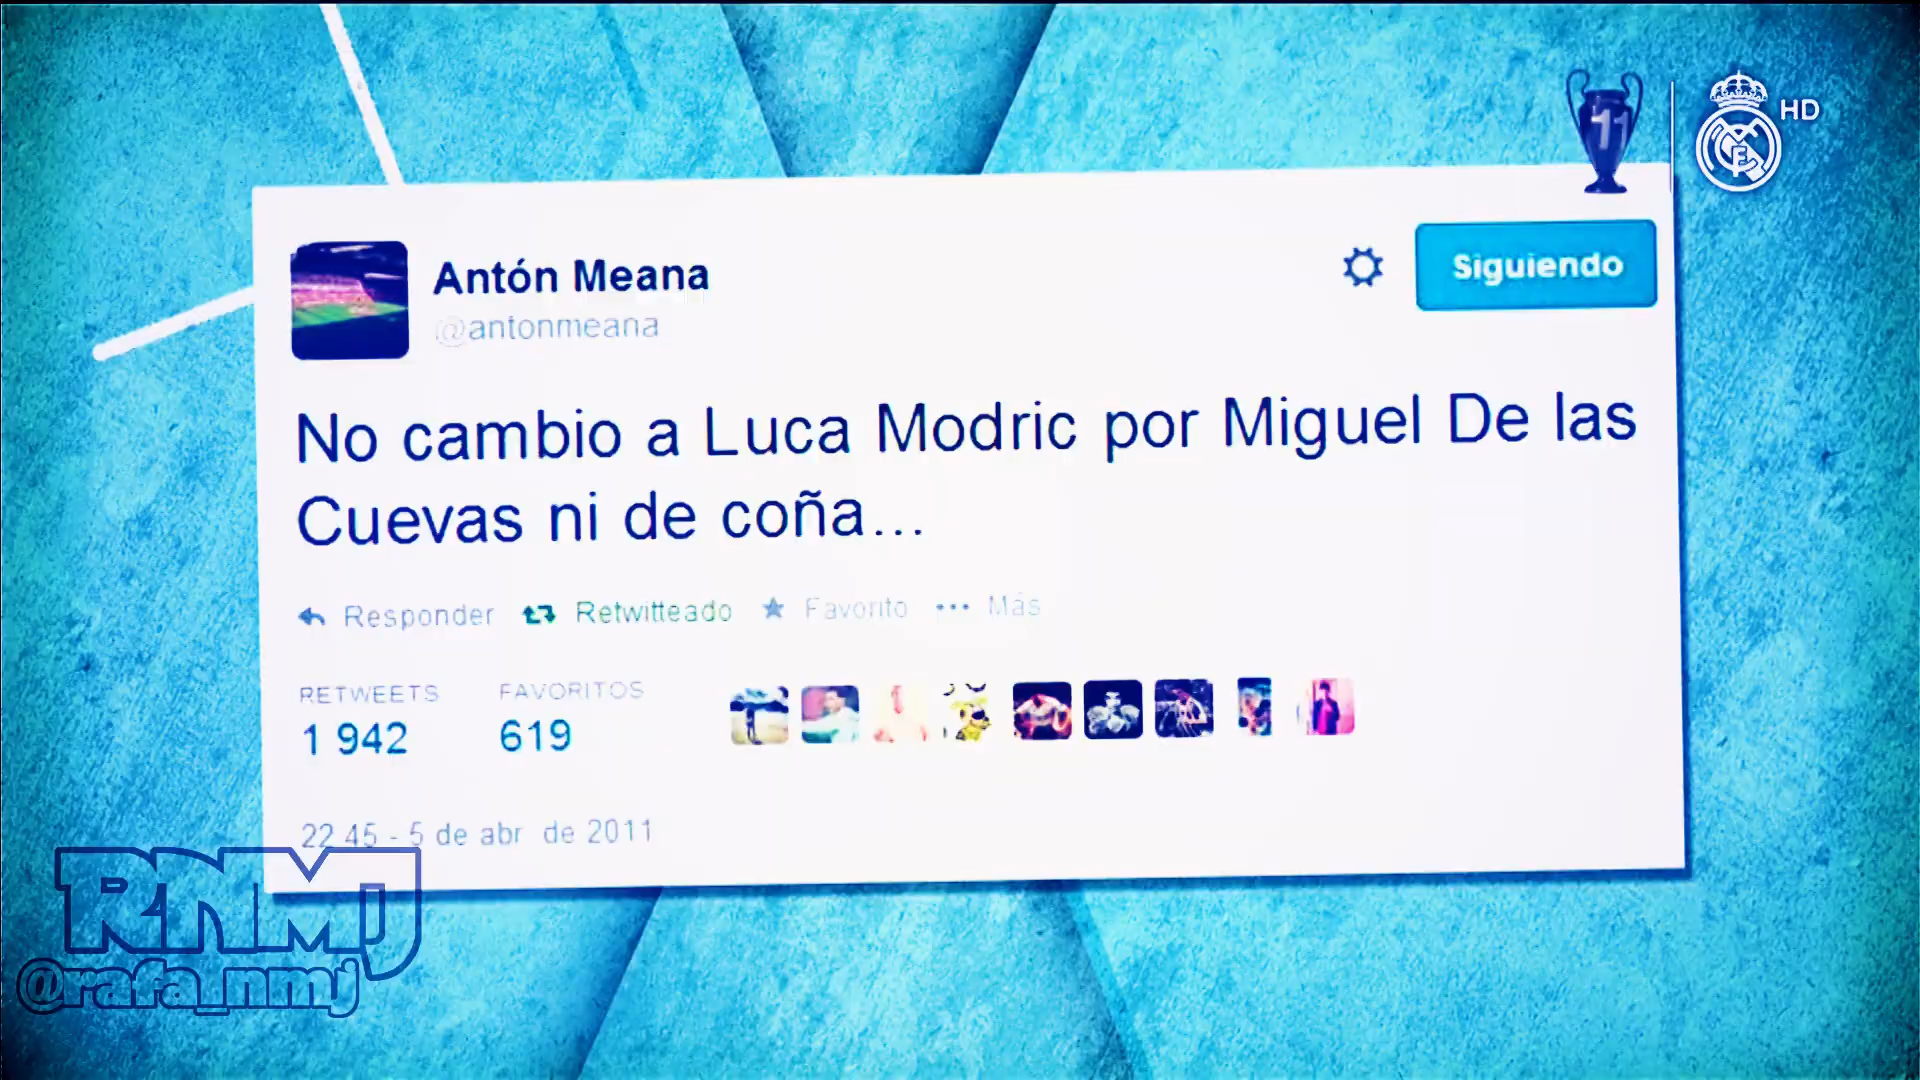 11
HD
Antón Meana
@antonmeana
Siguiendo
No cambio a Luca Modric por Miguel De las
Cuevas ni de coña...
Responder Retwitteado Favorito ··· Más
RETWEETS FAVORITOS
1 942 619
22 45 - 5 de abr de 2011
RNMJ
@rafa_nmj